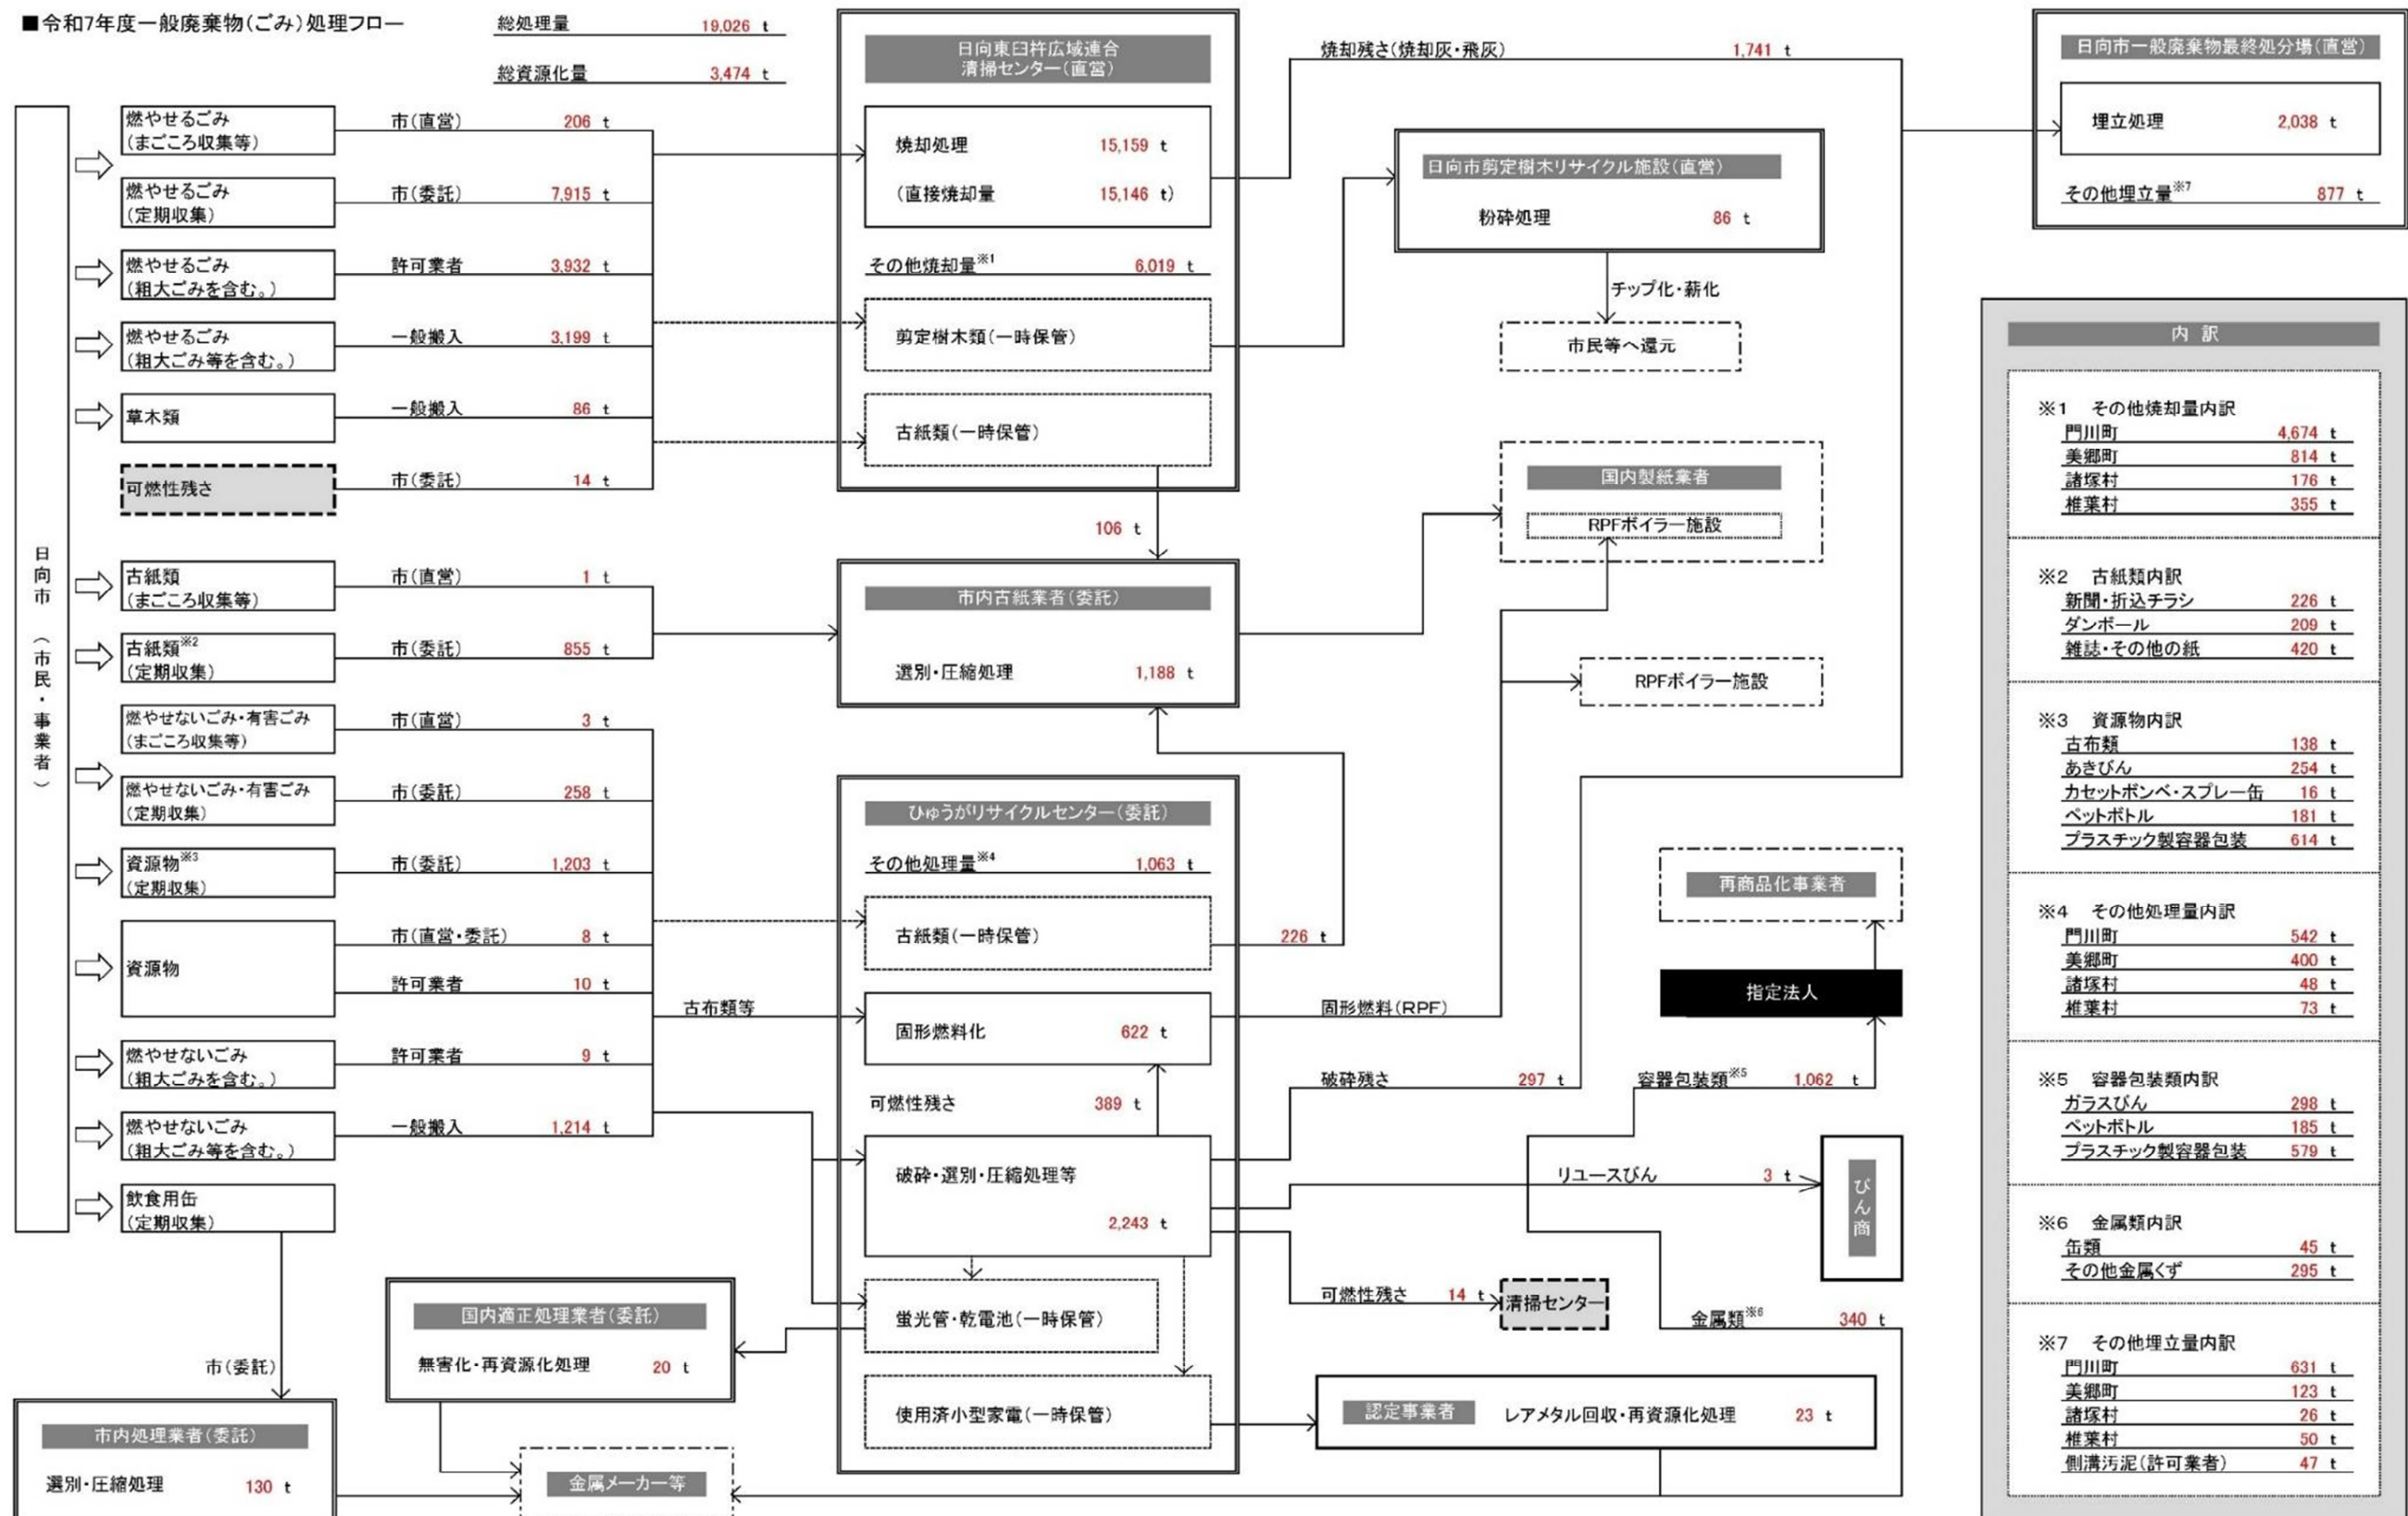 ■令和7年度一般廃棄物(ごみ)処理フロー
総処理量 19,026 t
総資源化量 3,474 t
日向市 (市民・事業者)
燃やせるごみ
(まごころ収集等)
市(直営) 206 t
燃やせるごみ
(定期収集)
市(委託) 7,915 t
燃やせるごみ
(粗大ごみを含む。)
許可業者 3,932 t
燃やせるごみ
(粗大ごみ等を含む。)
一般搬入 3,199 t
草木類
一般搬入 86 t
可燃性残さ
市(委託) 14 t
古紙類
(まごころ収集等)
市(直営) 1 t
古紙類※2
(定期収集)
市(委託) 855 t
燃やせないごみ・有害ごみ
(まごころ収集等)
市(直営) 3 t
燃やせないごみ・有害ごみ
(定期収集)
市(委託) 258 t
資源物※3
(定期収集)
市(委託) 1,203 t
資源物
市(直営・委託) 8 t
許可業者 10 t
燃やせないごみ
(粗大ごみを含む。)
許可業者 9 t
燃やせないごみ
(粗大ごみ等を含む。)
一般搬入 1,214 t
飲食用缶
(定期収集)
市(委託)
市内処理業者(委託)
選別・圧縮処理 130 t
国内適正処理業者(委託)
無害化・再資源化処理 20 t
金属メーカー等
日向東臼杵広域連合
清掃センター(直営)
焼却処理 15,159 t
(直接焼却量 15,146 t)
その他焼却量※1 6,019 t
剪定樹木類(一時保管)
古紙類(一時保管)
106 t
市内古紙業者(委託)
選別・圧縮処理 1,188 t
ひゅうがリサイクルセンター(委託)
その他処理量※4 1,063 t
古紙類(一時保管)
226 t
古布類等
固形燃料化 622 t
可燃性残さ 389 t
破砕・選別・圧縮処理等
2,243 t
蛍光管・乾電池(一時保管)
使用済小型家電(一時保管)
焼却残さ(焼却灰・飛灰) 1,741 t
日向市剪定樹木リサイクル施設(直営)
粉砕処理 86 t
チップ化・薪化
市民等へ還元
国内製紙業者
RPFボイラー施設
RPFボイラー施設
再商品化事業者
指定法人
固形燃料(RPF)
破砕残さ 297 t
容器包装類※5 1,062 t
リユースびん 3 t
びん商
可燃性残さ 14 t
清掃センター
金属類※6 340 t
認定事業者 レアメタル回収・再資源化処理 23 t
日向市一般廃棄物最終処分場(直営)
埋立処理 2,038 t
その他埋立量※7 877 t
内 訳
※1 その他焼却量内訳
門川町 4,674 t
美郷町 814 t
諸塚村 176 t
椎葉村 355 t
※2 古紙類内訳
新聞・折込チラシ 226 t
ダンボール 209 t
雑誌・その他の紙 420 t
※3 資源物内訳
古布類 138 t
あきびん 254 t
カセットボンベ・スプレー缶 16 t
ペットボトル 181 t
プラスチック製容器包装 614 t
※4 その他処理量内訳
門川町 542 t
美郷町 400 t
諸塚村 48 t
椎葉村 73 t
※5 容器包装類内訳
ガラスびん 298 t
ペットボトル 185 t
プラスチック製容器包装 579 t
※6 金属類内訳
缶類 45 t
その他金属くず 295 t
※7 その他埋立量内訳
門川町 631 t
美郷町 123 t
諸塚村 26 t
椎葉村 50 t
側溝汚泥(許可業者) 47 t